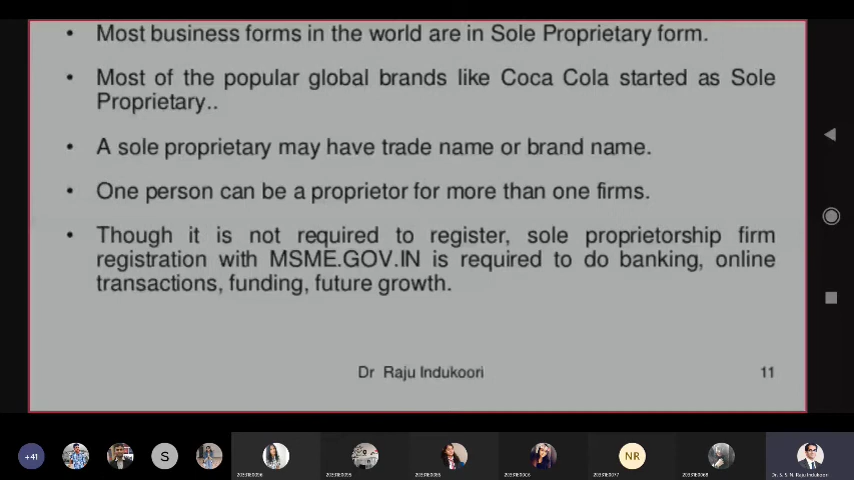 • Most business forms in the world are in Sole Proprietary form.
• Most of the popular global brands like Coca Cola started as Sole
Proprietary..
• A sole proprietary may have trade name or brand name.
• One person can be a proprietor for more than one firms.
• Though it is not required to register, sole proprietorship firm
registration with MSME.GOV.IN is required to do banking, online
transactions, funding, future growth.
Dr Raju Indukoori
11
+41
S
NR
Dr. S. S. N. Raju Indukoori